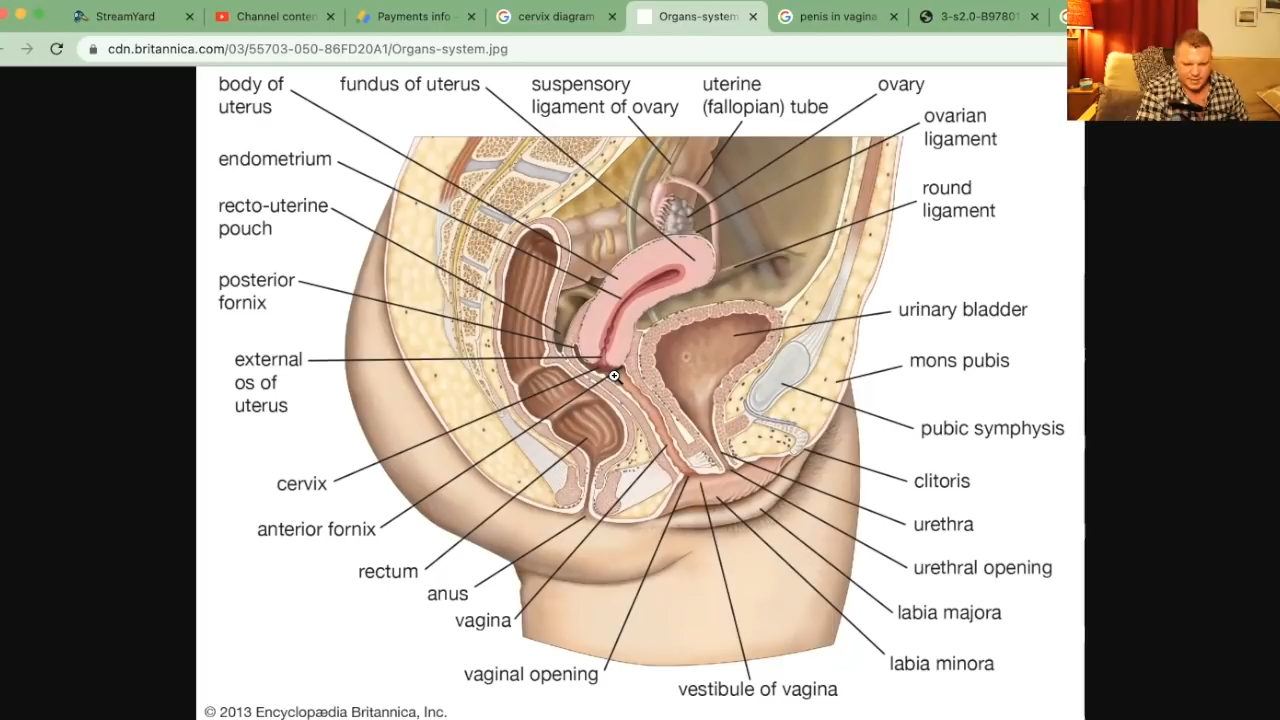 StreamYard
Channel conten
Payments info
cervix diagram
Organs-system
penis in vagina
3-s2.0-B97801
cdn.britannica.com/03/55703-050-86FD20A1/Organs-system.jpg
body of
uterus
fundus of uterus
suspensory
ligament of ovary
uterine
(fallopian) tube
ovary
ovarian
ligament
endometrium
round
ligament
recto-uterine
pouch
posterior
fornix
urinary bladder
external
os of
uterus
mons pubis
pubic symphysis
cervix
clitoris
anterior fornix
urethra
rectum
urethral opening
anus
labia majora
vagina
labia minora
vaginal opening
vestibule of vagina
© 2013 Encyclopædia Britannica, Inc.